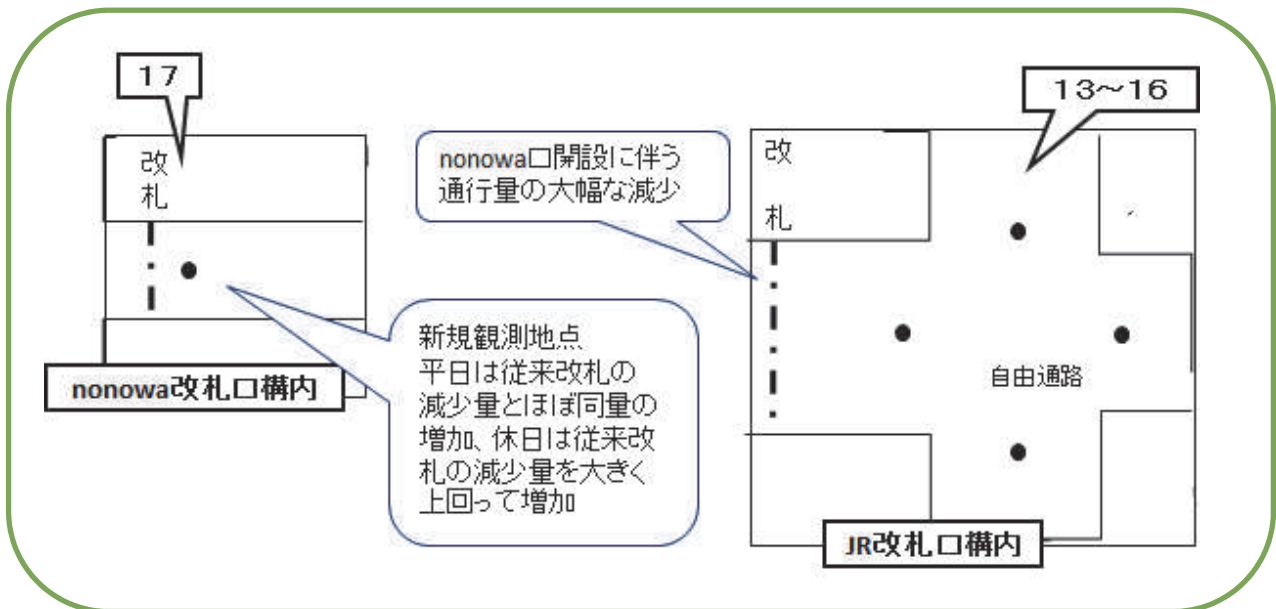 17
改
札
nonowa改札口構内
nonowa口開設に伴う
通行量の大幅な減少
新規観測地点
平日は従来改札の
減少量とほぼ同量の
増加、休日は従来改
札の減少量を大きく
上回って増加
13～16
改
札
自由通路
JR改札口構内